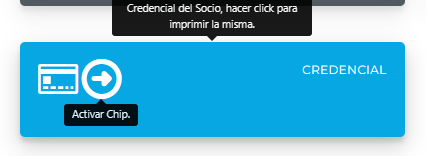 Credencial del Socio, hacer click para
imprimir la misma.
CREDENCIAL
Activar Chip.